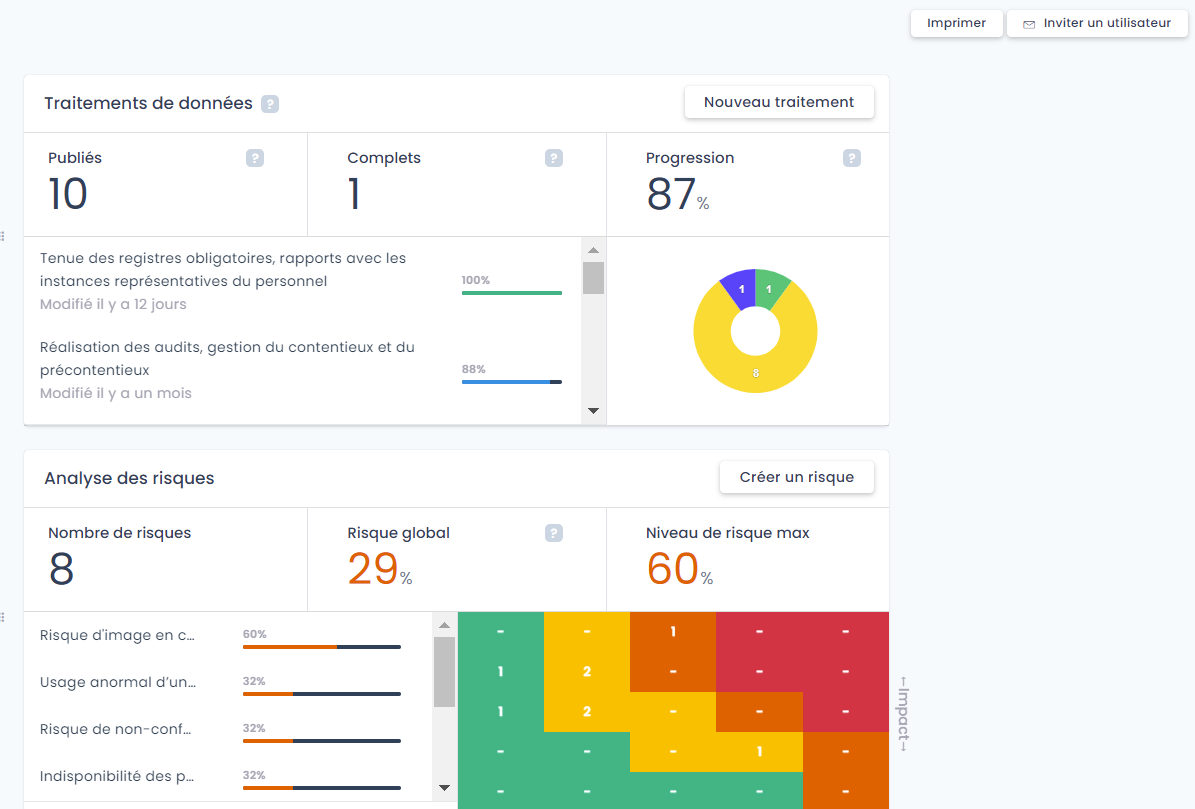 Imprimer
Inviter un utilisateur
Traitements de données ?
Nouveau traitement
Publiés ?
10
Complets ?
1
Progression ?
87%
Tenue des registres obligatoires, rapports avec les
instances représentatives du personnel
Modifié il y a 12 jours
100%
Réalisation des audits, gestion du contentieux et du
précontentieux
Modifié il y a un mois
88%
1 1
8
Analyse des risques
Créer un risque
Nombre de risques
8
Risque global ?
29%
Niveau de risque max
60%
Risque d'image en c...
60%
Usage anormal d’un...
32%
Risque de non-conf...
32%
Indisponibilité des p...
32%
- - 1 - -
1 2 - - -
1 2 - - -
- - - 1 -
- - - - -
←Impact→